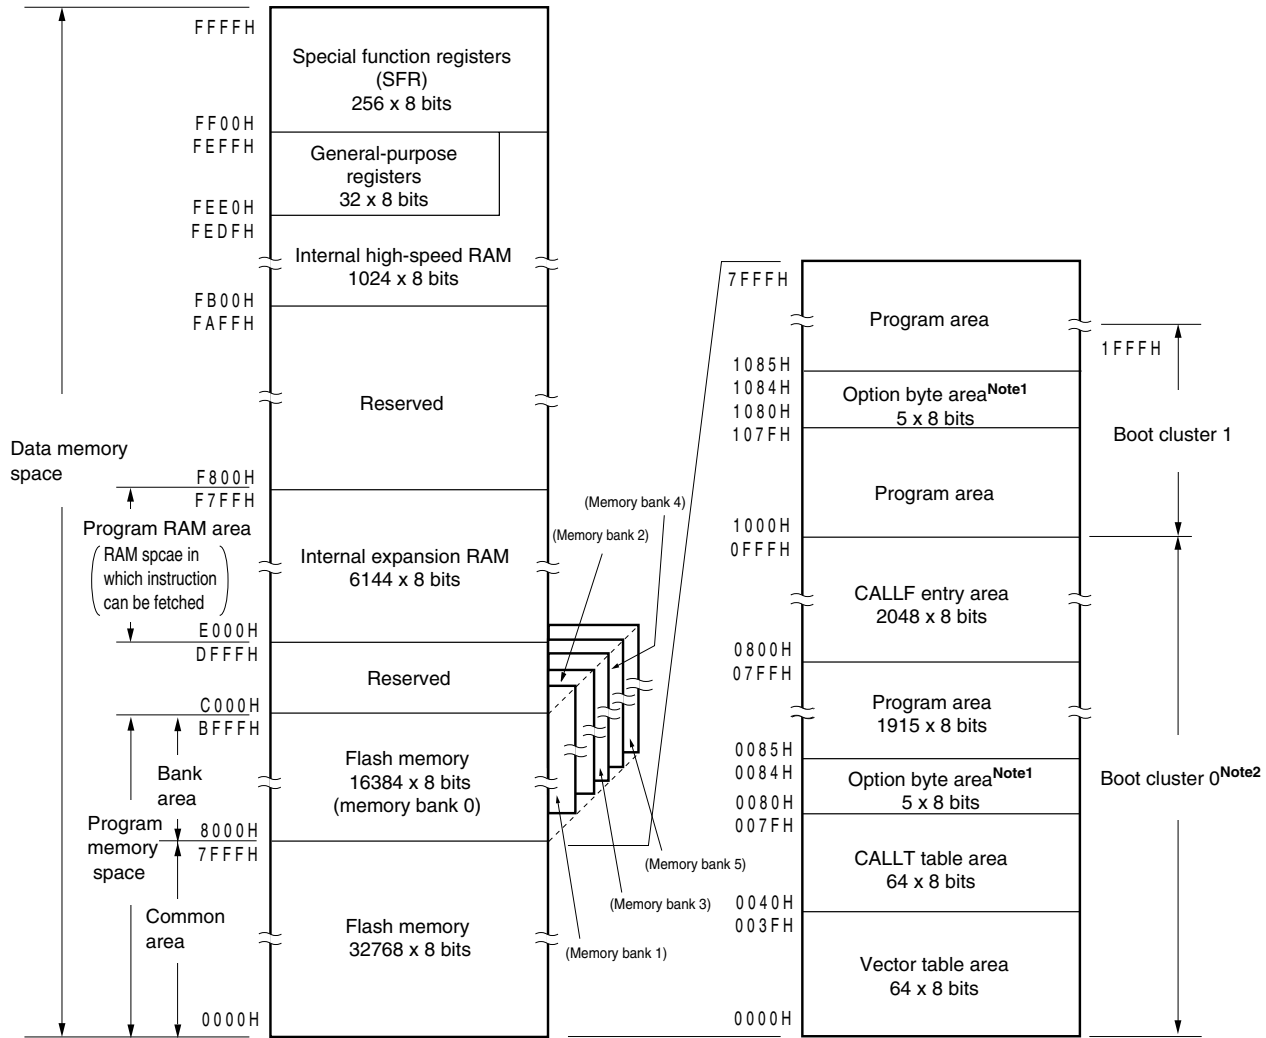 FFFFH
Special function registers
(SFR)
256 x 8 bits
FF00H
FEFFH
General-purpose
registers
32 x 8 bits
FEE0H
FEDFH
Internal high-speed RAM
1024 x 8 bits
FB00H
FAFFH
Reserved
Data memory
space
F800H
F7FFH
Program RAM area
RAM spcae in
which instruction
can be fetched
Internal expansion RAM
6144 x 8 bits
E000H
DFFFH
Reserved
C000H
BFFFH
Bank
area
Flash memory
16384 x 8 bits
(memory bank 0)
Program
memory
space
8000H
7FFFH
Common
area
Flash memory
32768 x 8 bits
0000H
(Memory bank 4)
(Memory bank 2)
(Memory bank 5)
(Memory bank 3)
(Memory bank 1)
7FFFH
Program area
1FFFH
1085H
1084H
Option byte area Note1
5 x 8 bits
1080H
107FH
Boot cluster 1
Program area
1000H
0FFFH
CALLF entry area
2048 x 8 bits
0800H
07FFH
Program area
1915 x 8 bits
0085H
0084H
Option byte area Note1
5 x 8 bits
Boot cluster 0 Note2
0080H
007FH
CALLT table area
64 x 8 bits
0040H
003FH
Vector table area
64 x 8 bits
0000H